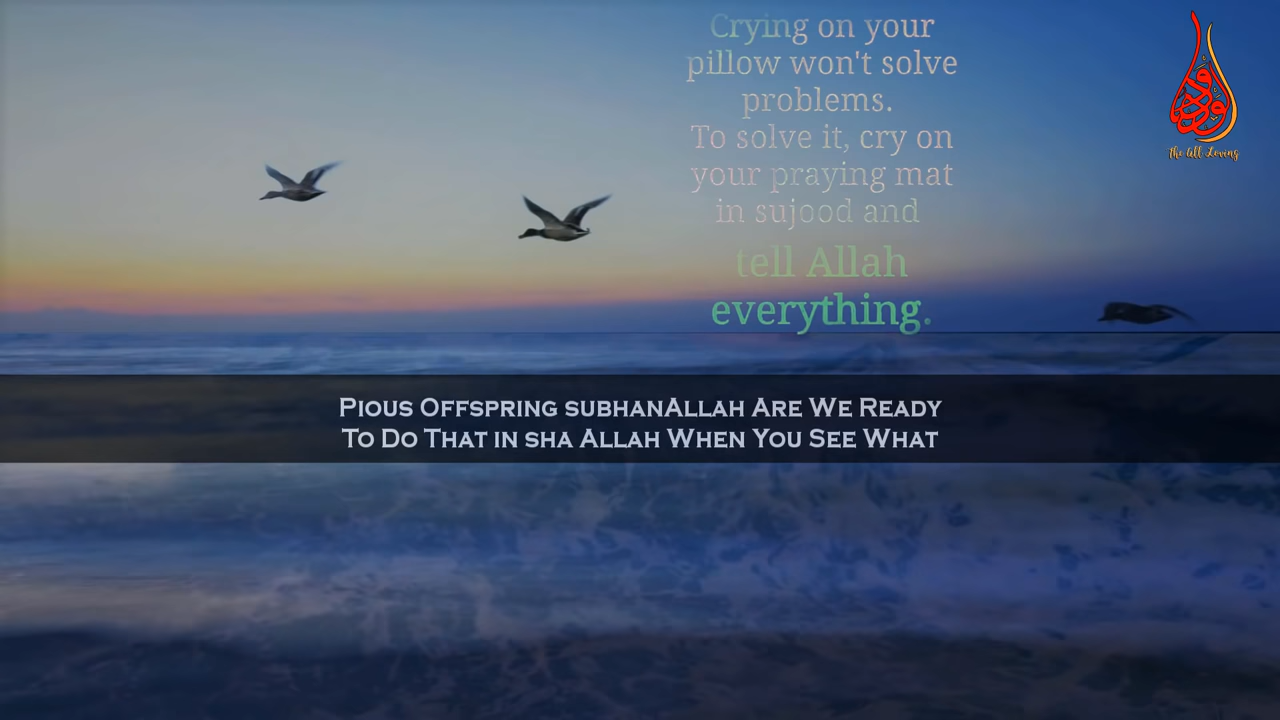 Crying on your
pillow won't solve
problems.
To solve it, cry on
your praying mat
in sujood and
tell Allah
everything.
الودود
The All Loving
Pious Offspring subhanAllah Are We Ready
To Do That in sha Allah When You See What